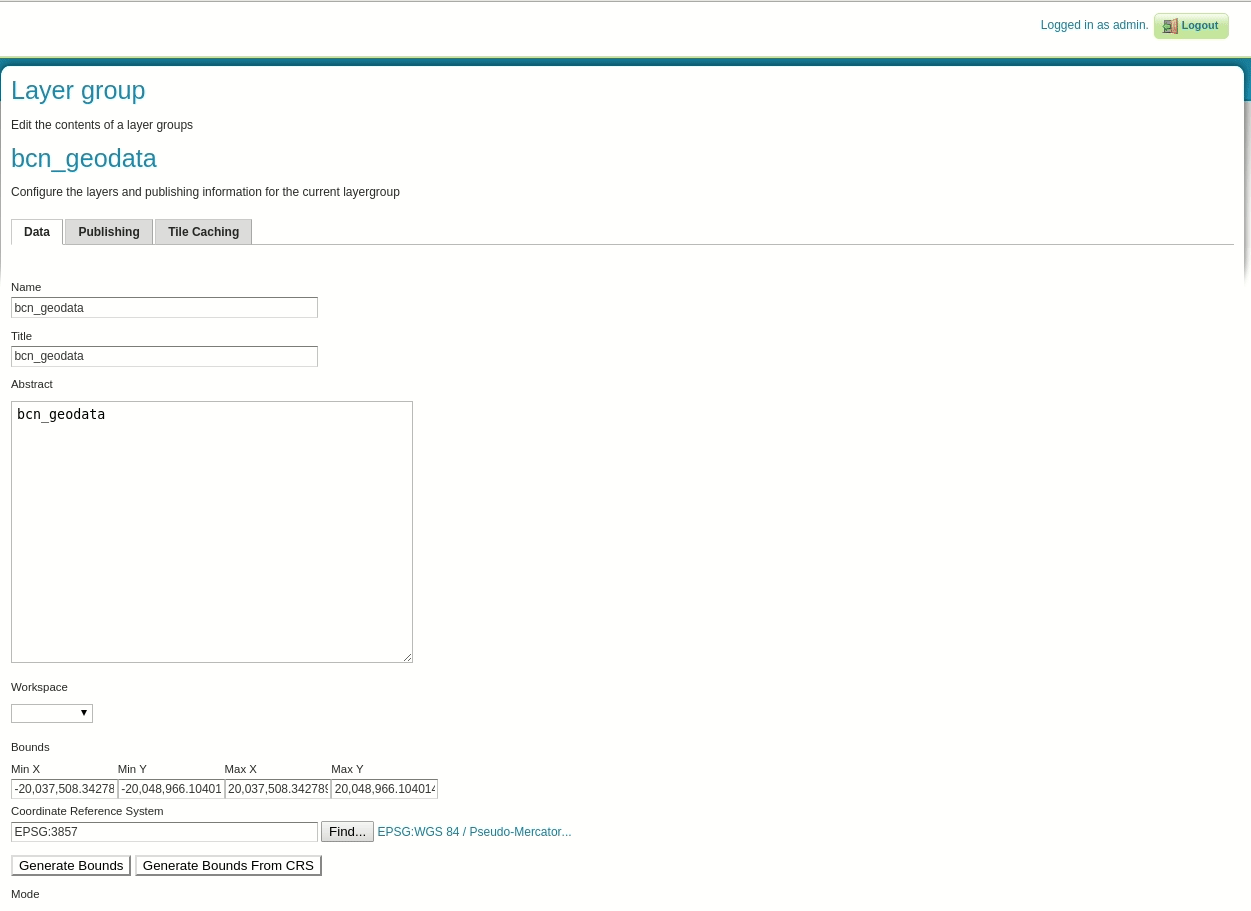 Logged in as admin. Logout
Layer group
Edit the contents of a layer groups
bcn_geodata
Configure the layers and publishing information for the current layergroup
Data Publishing Tile Caching
Name
bcn_geodata
Title
bcn_geodata
Abstract
bcn_geodata
Workspace
Bounds
Min X Min Y Max X Max Y
-20,037,508.34278 -20,048,966.10401 20,037,508.342789 20,048,966.104014
Coordinate Reference System
EPSG:3857 Find... EPSG:WGS 84 / Pseudo-Mercator...
Generate Bounds Generate Bounds From CRS
Mode